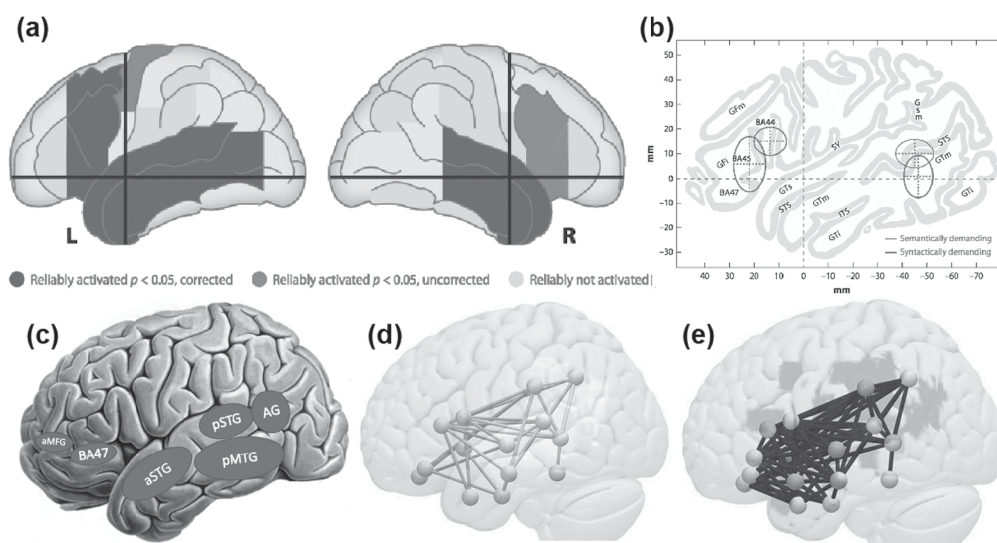 (a)
L
R
Reliably activated p < 0.05, corrected
Reliably activated p < 0.05, uncorrected
Reliably not activated
(b)
mm
50
40
30
20
10
0
−10
−20
−30
GFm
BA44
GFi
BA45
BA47
SY
G
s
m
STS
GTm
GTs
STS
GTm
ITS
GTi
GTi
Semantically demanding
Syntactically demanding
40 30 20 10 0 −10 −20 −30 −40 −50 −60 −70
mm
(c)
aMFG
BA47
aSTG
pSTG
AG
pMTG
(d)
(e)